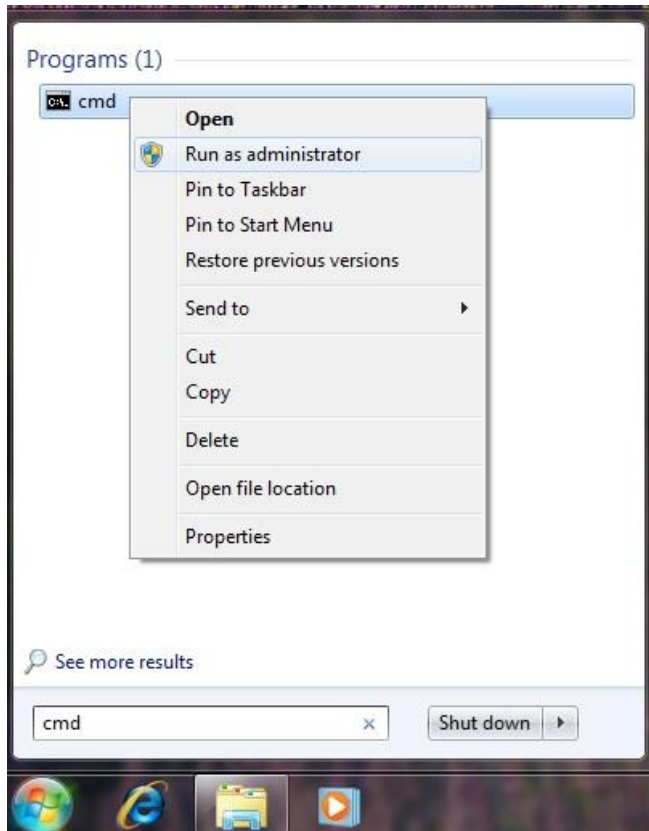 Programs (1)
cmd
Open
Run as administrator
Pin to Taskbar
Pin to Start Menu
Restore previous versions
Send to
Cut
Copy
Delete
Open file location
Properties
See more results
cmd
Shut down